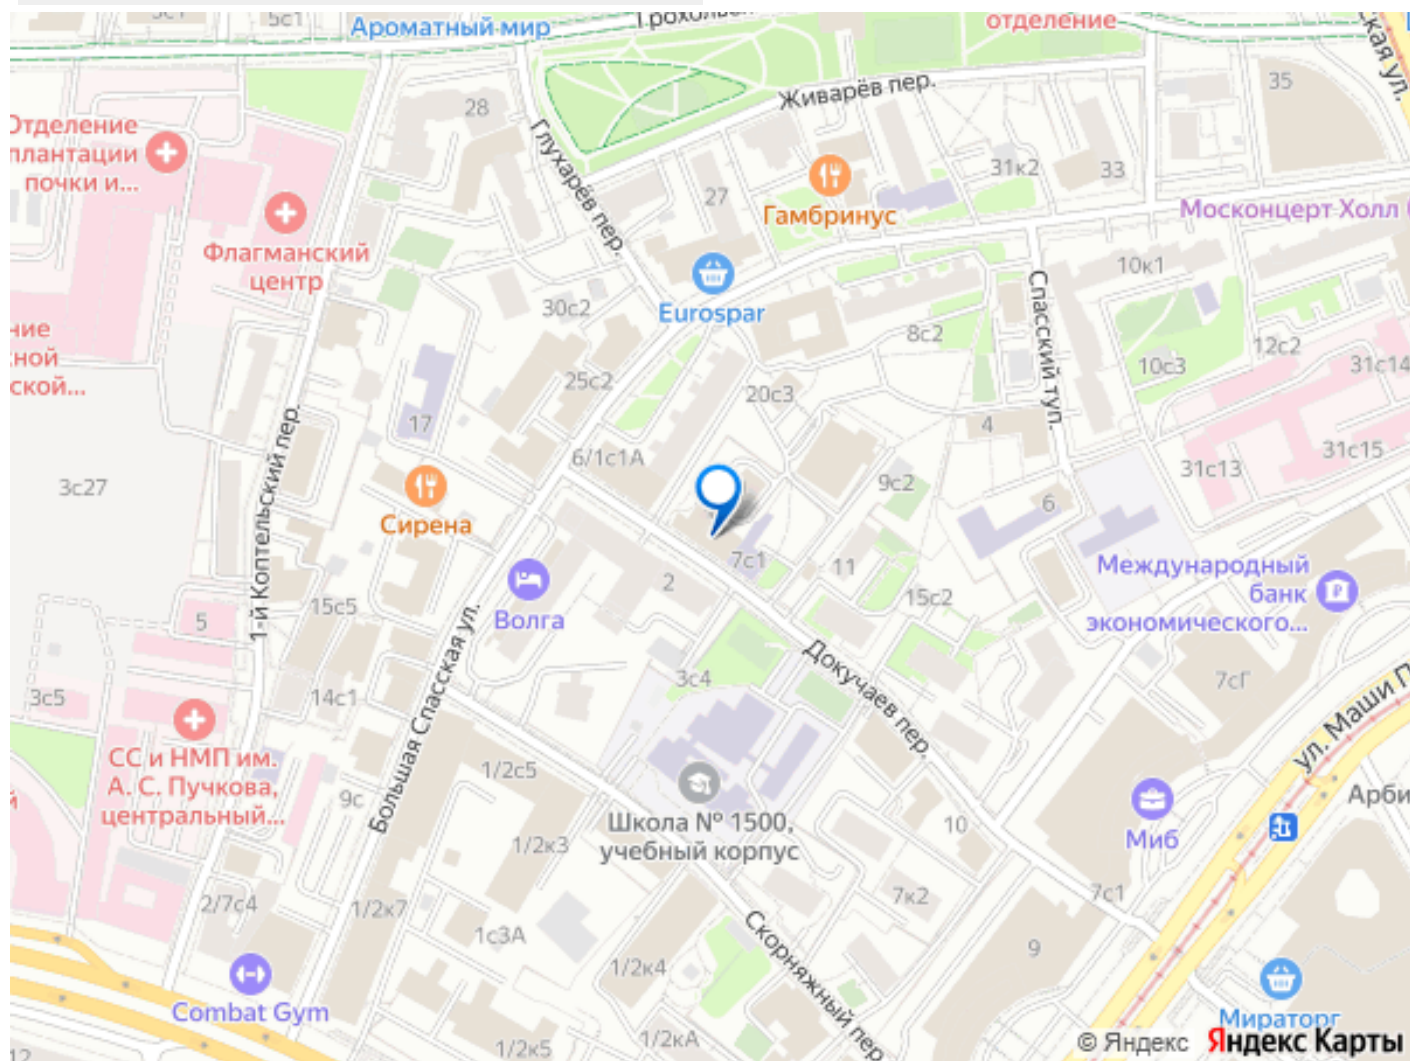 5с1
Ароматный мир
отделение
35
28
Живарёв пер.
Отделение
почки и...
Глухарёв пер.
31к2
33
27
Гамбринус
Москонцерт Холл
Флагманский
центр
10к1
Спасский туп.
30с2
Eurospar
8с2
12с2
10с3
31с14
25с2
20с3
17
4
1-й Коптельский пер.
6/1с1А
31с15
31с13
3с27
9с2
Сирена
6
7с1
11
2
Международный
банк
экономического...
15с2
Волга
15с5
5
Докучаев пер.
3с4
3с5
14с1
7сГ
Большая Спасская ул.
ул. Маши П
СС и НМП им.
А. С. Пучкова,
центральный...
1/2с5
9с
Арби
Школа № 1500,
учебный корпус
10
Миб
1/2к3
7к2
7с1
2/7с4
1/2к7
1с3А
9
1/2к4
Скорняжный пер.
Combat Gym
Мираторг
1/2кА
1/2к5
12
© Яндекс Яндекс Карты